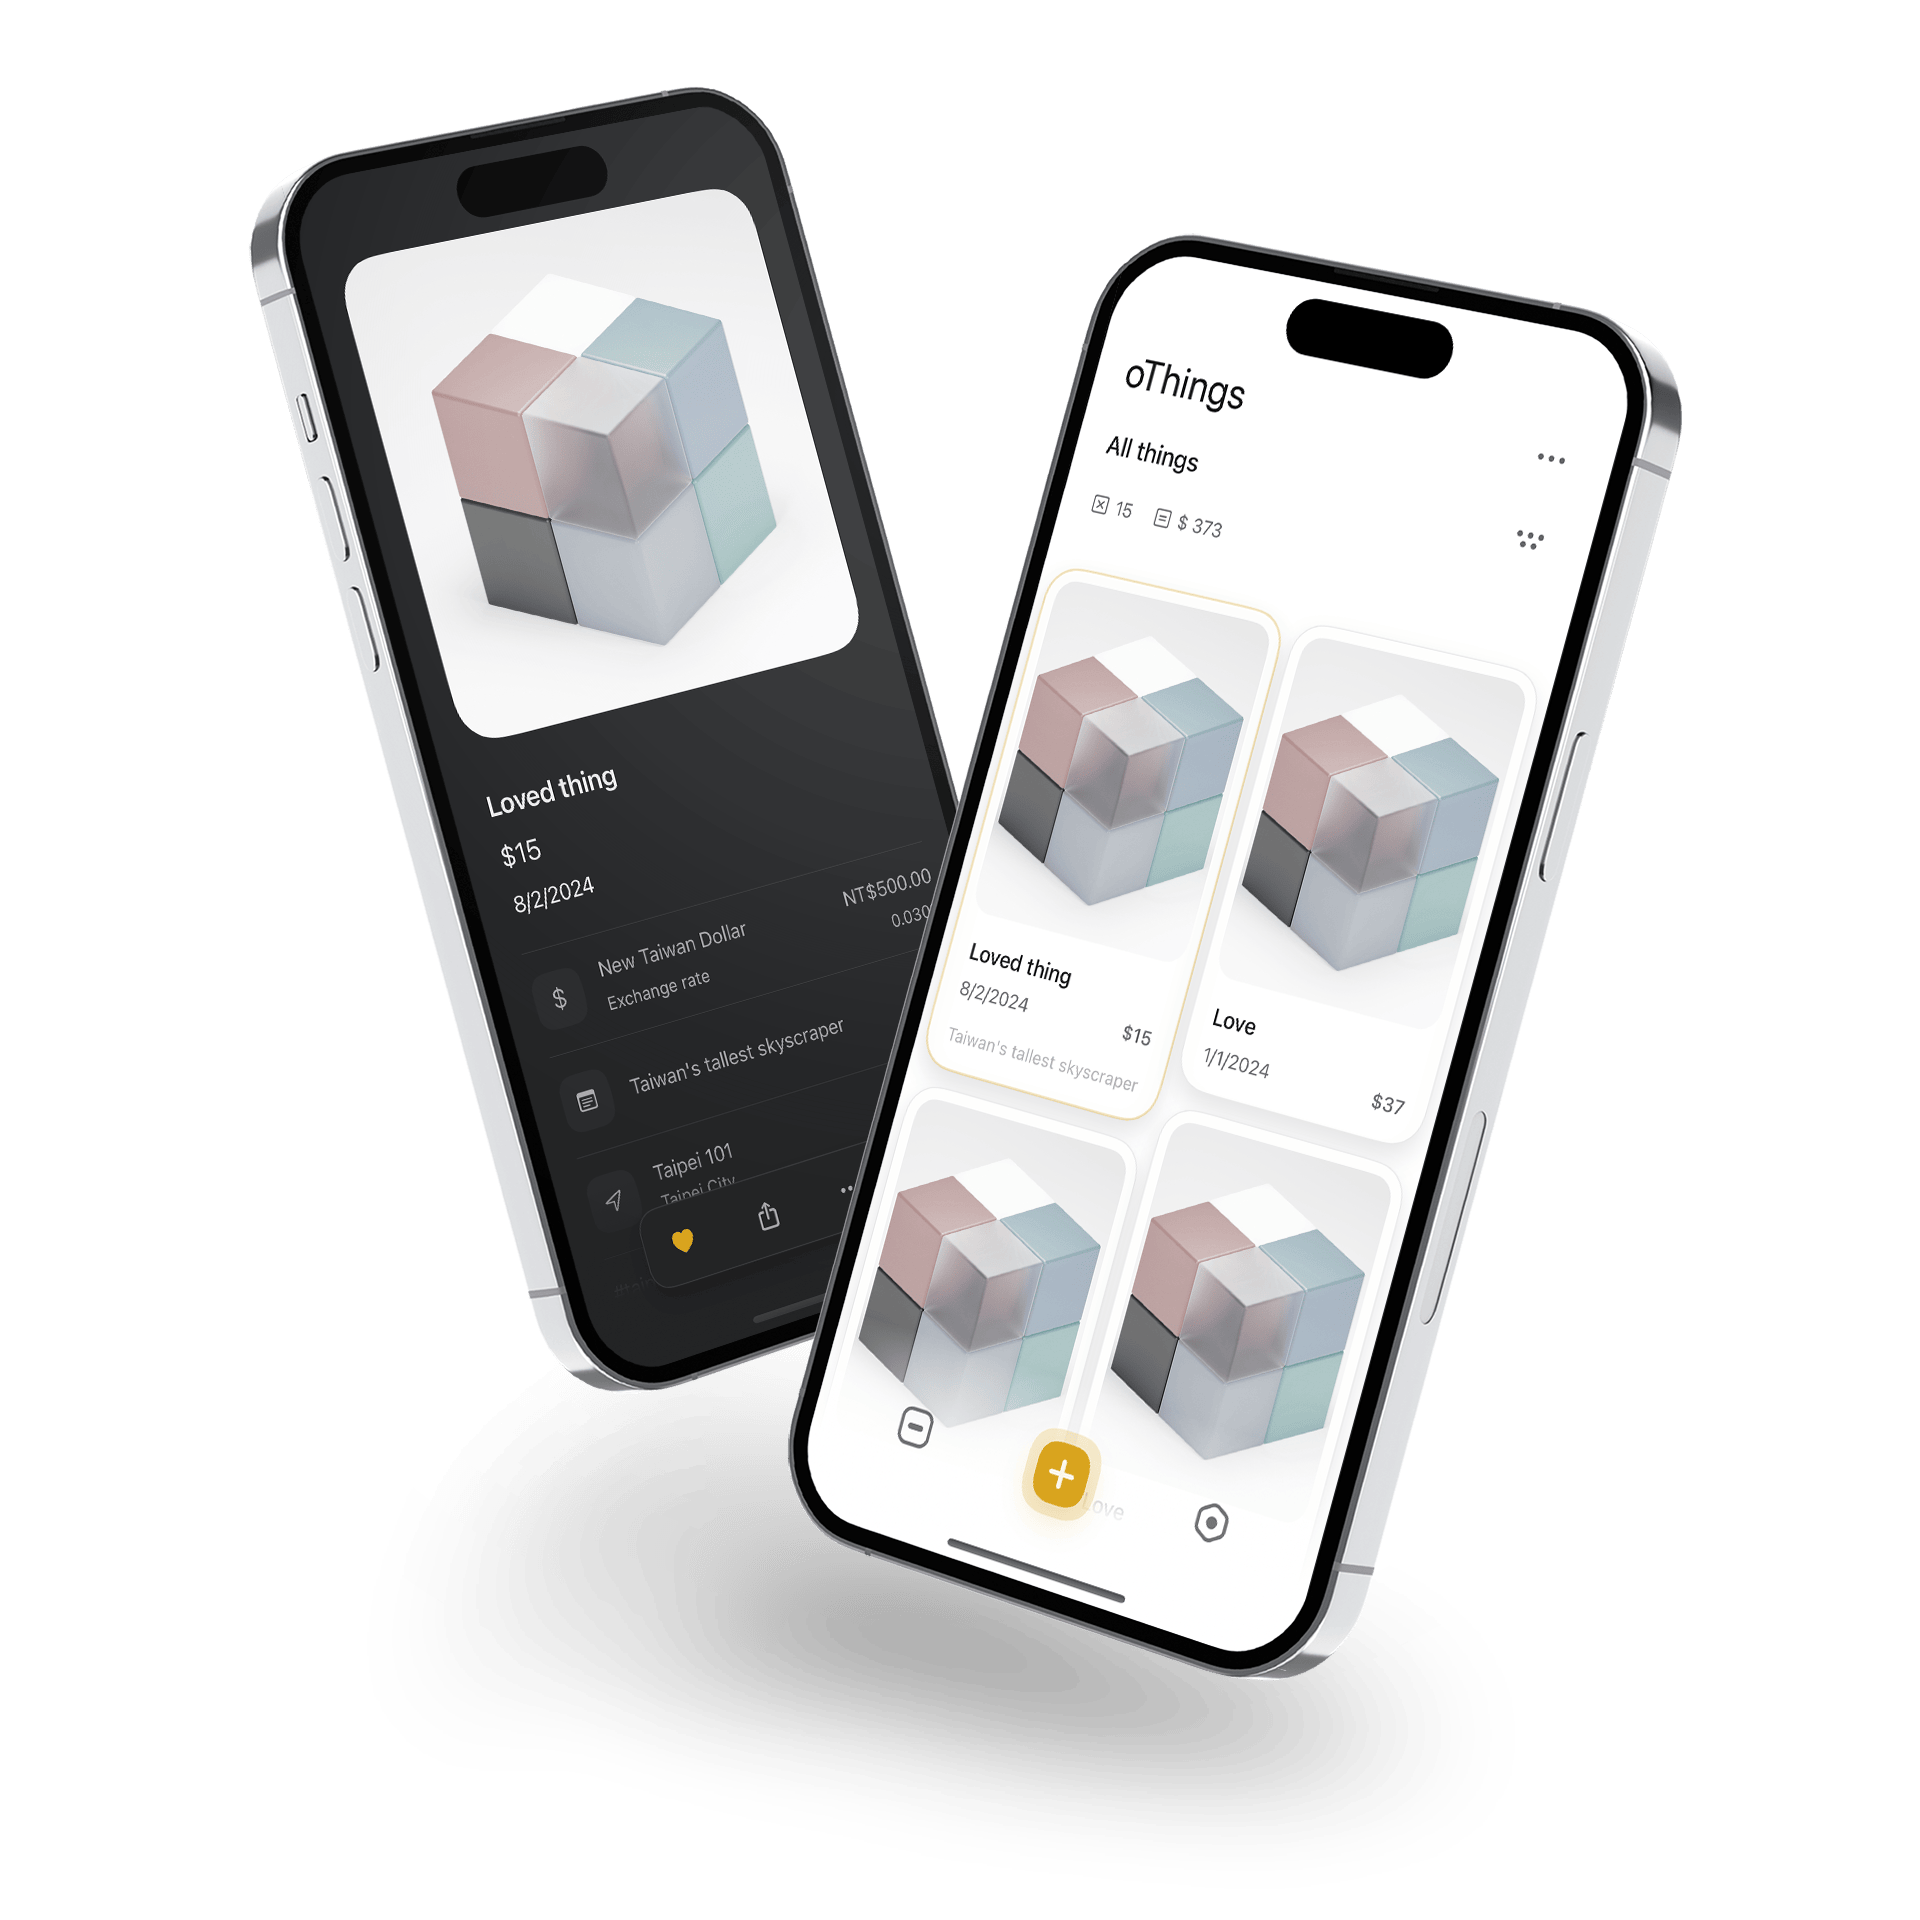 Loved thing
$15
8/2/2024
New Taiwan Dollar
NT$500.00
Exchange rate
0.030
Taiwan's tallest skyscraper
Taipei 101
Taipei City
oThings
All things
15
$ 373
Loved thing
8/2/2024
$15
Taiwan's tallest skyscraper
Love
1/1/2024
$37
Love